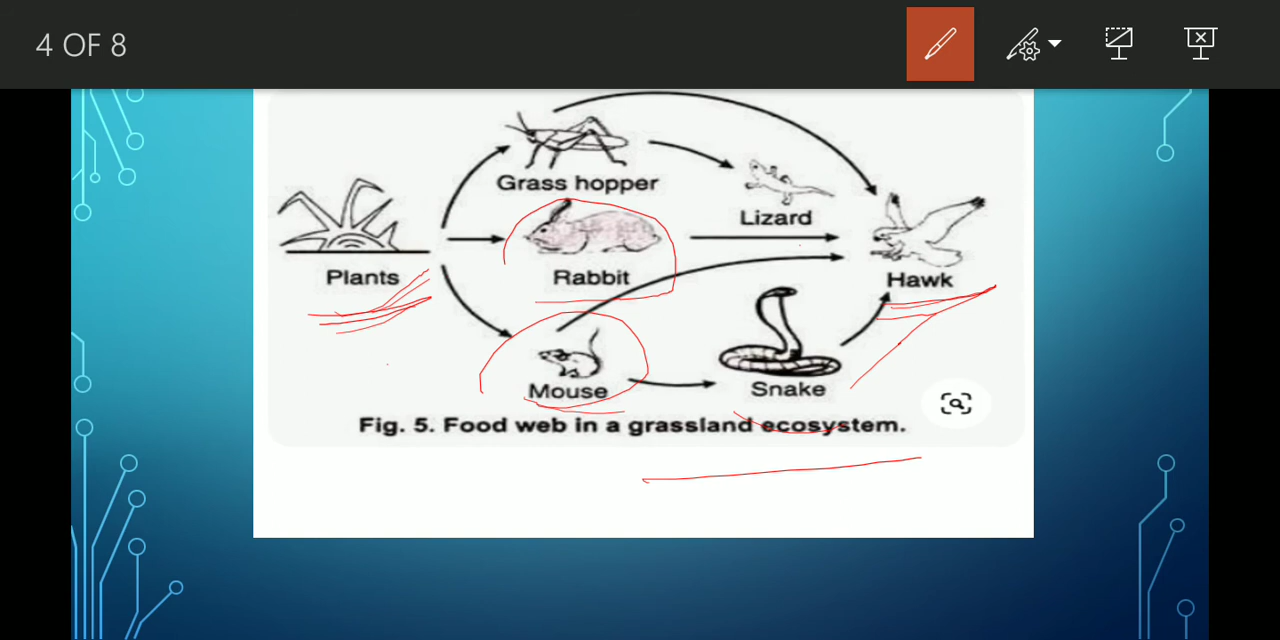 4 OF 8
Grass hopper
Lizard
Plants
Rabbit
Hawk
Mouse
Snake
Fig. 5. Food web in a grassland ecosystem.